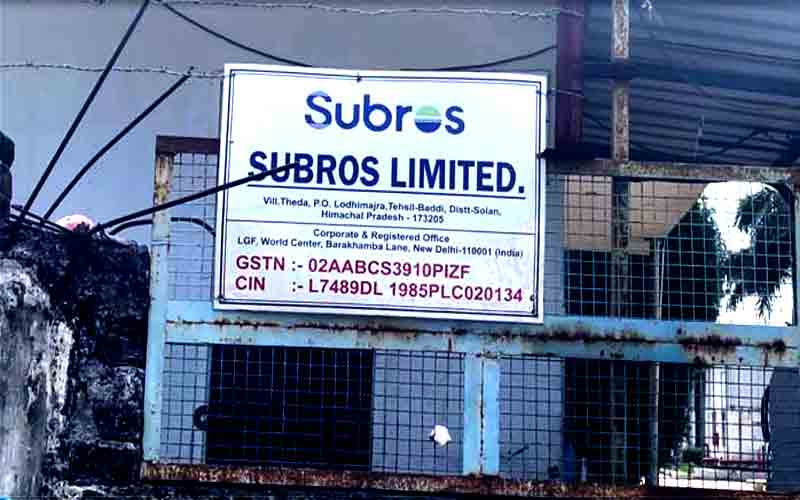 Subros
SUBROS LIMITED.
Vill.Theda, P.O. Lodhimajra,Tehsil-Baddi, Distt-Solan,
Himachal Pradesh - 173205
Corporate & Registered Office
LGF, World Center, Barakhamba Lane, New Delhi-110001 (India)
GSTN :- 02AABCS3910PIZF
CIN :- L7489DL 1985PLC020134